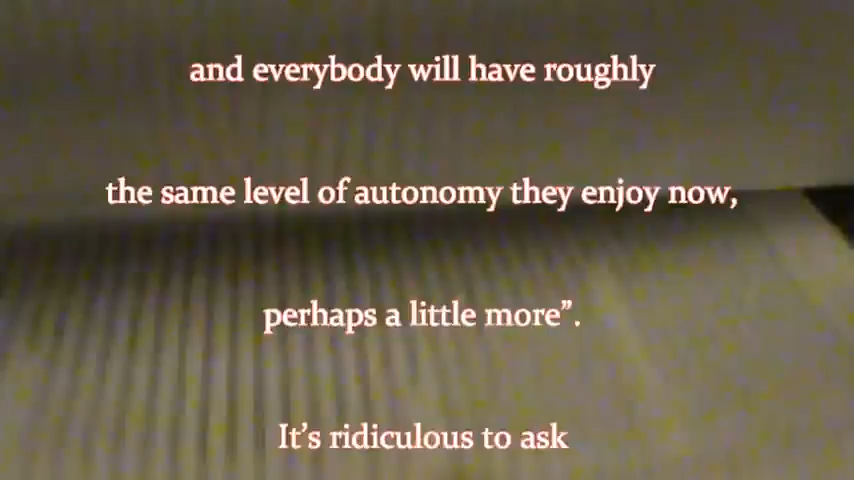 and everybody will have roughly
the same level of autonomy they enjoy now,
perhaps a little more”.
It’s ridiculous to ask